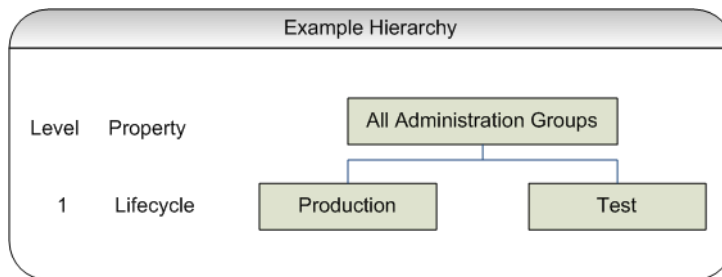 Example Hierarchy
Level Property All Administration Groups
1 Lifecycle Production Test